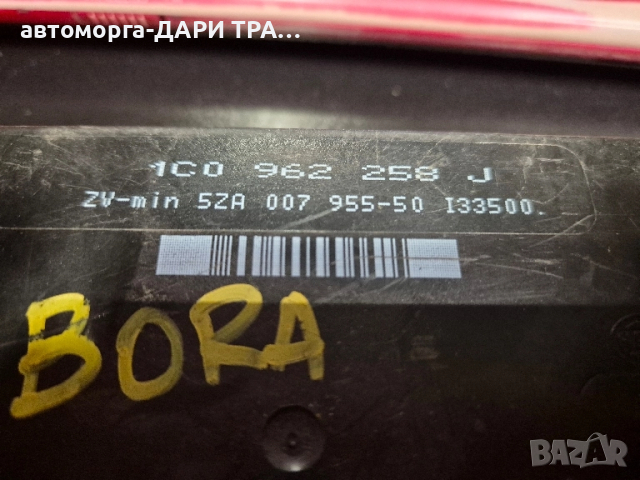 автоморга-ДАРИ ТРА...
1C0 962 258 J
ZV-min 5ZA 007 955-50 I33500.
BORA
BAZAR